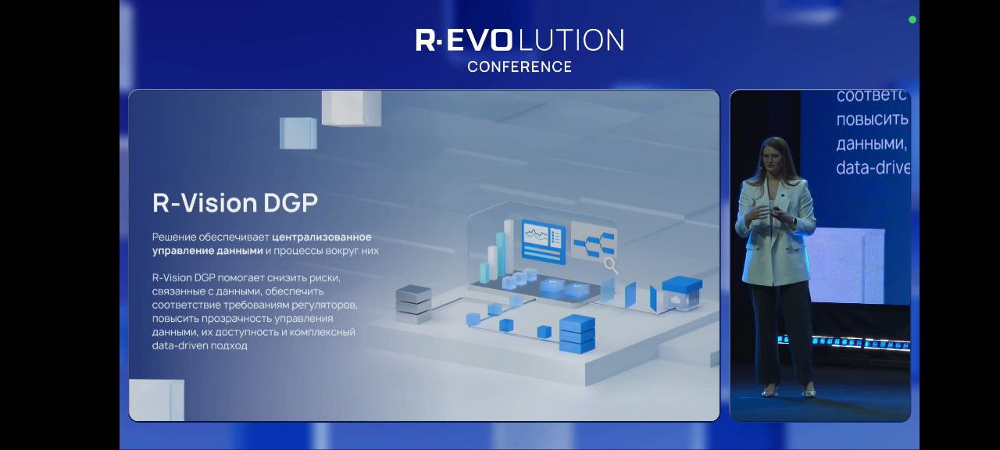 R·EVOLUTION
CONFERENCE
R-Vision DGP
Решение обеспечивает централизованное
управление данными и процессы вокруг них
R-Vision DGP помогает снизить риски,
связанные с данными, обеспечить
соответствие требованиям регуляторов,
повысить прозрачность управления
данными, их доступность и комплексный
data-driven подход
соответс
повысить
данными,
data-drive